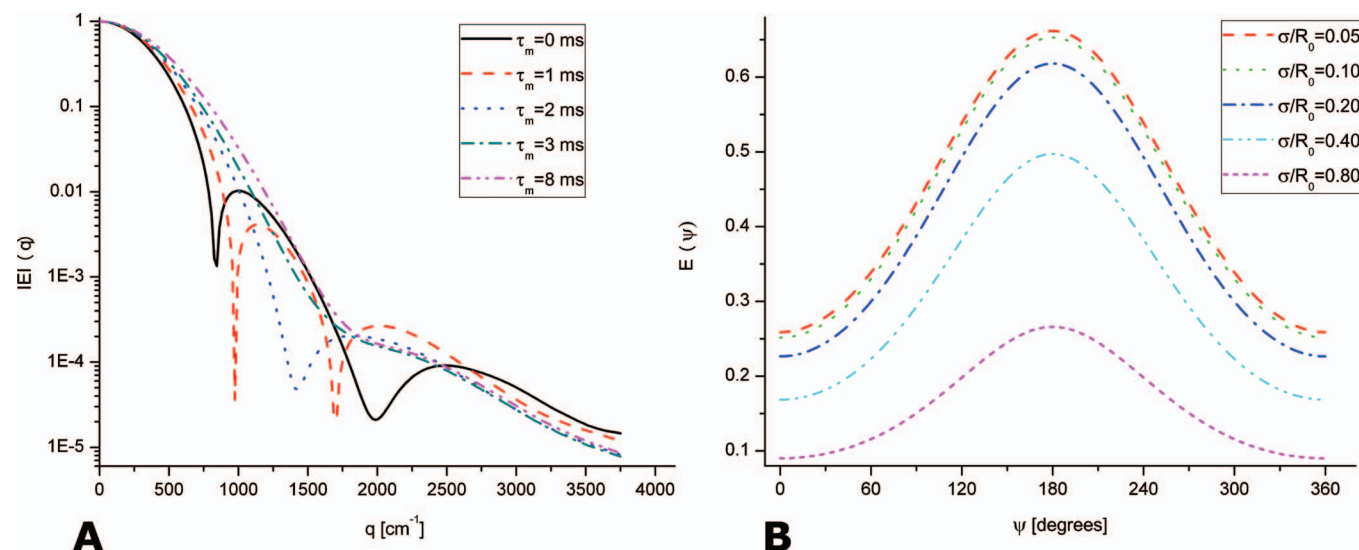 1
0.1
0.01
1E-3
1E-4
1E-5
|E| (q)
0 500 1000 1500 2000 2500 3000 3500 4000
q [cm⁻¹]
τₘ=0 ms
τₘ=1 ms
τₘ=2 ms
τₘ=3 ms
τₘ=8 ms
A
0.6
0.5
0.4
0.3
0.2
0.1
E (ψ)
0 60 120 180 240 300 360
ψ [degrees]
σ/R₀=0.05
σ/R₀=0.10
σ/R₀=0.20
σ/R₀=0.40
σ/R₀=0.80
B